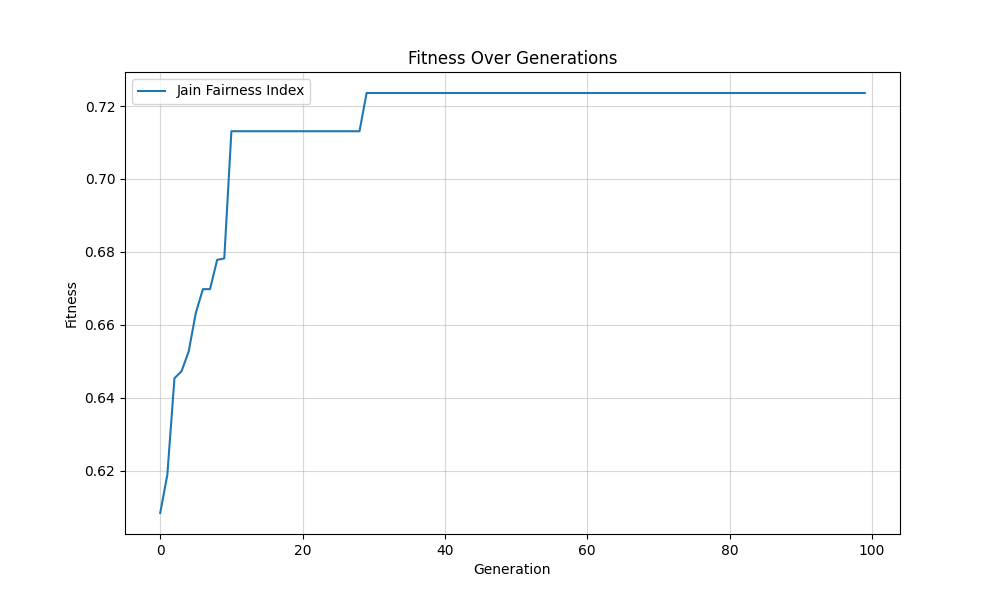 Fitness Over Generations
Jain Fairness Index
0.72
0.70
0.68
0.66
0.64
0.62
Fitness
0 20 40 60 80 100
Generation